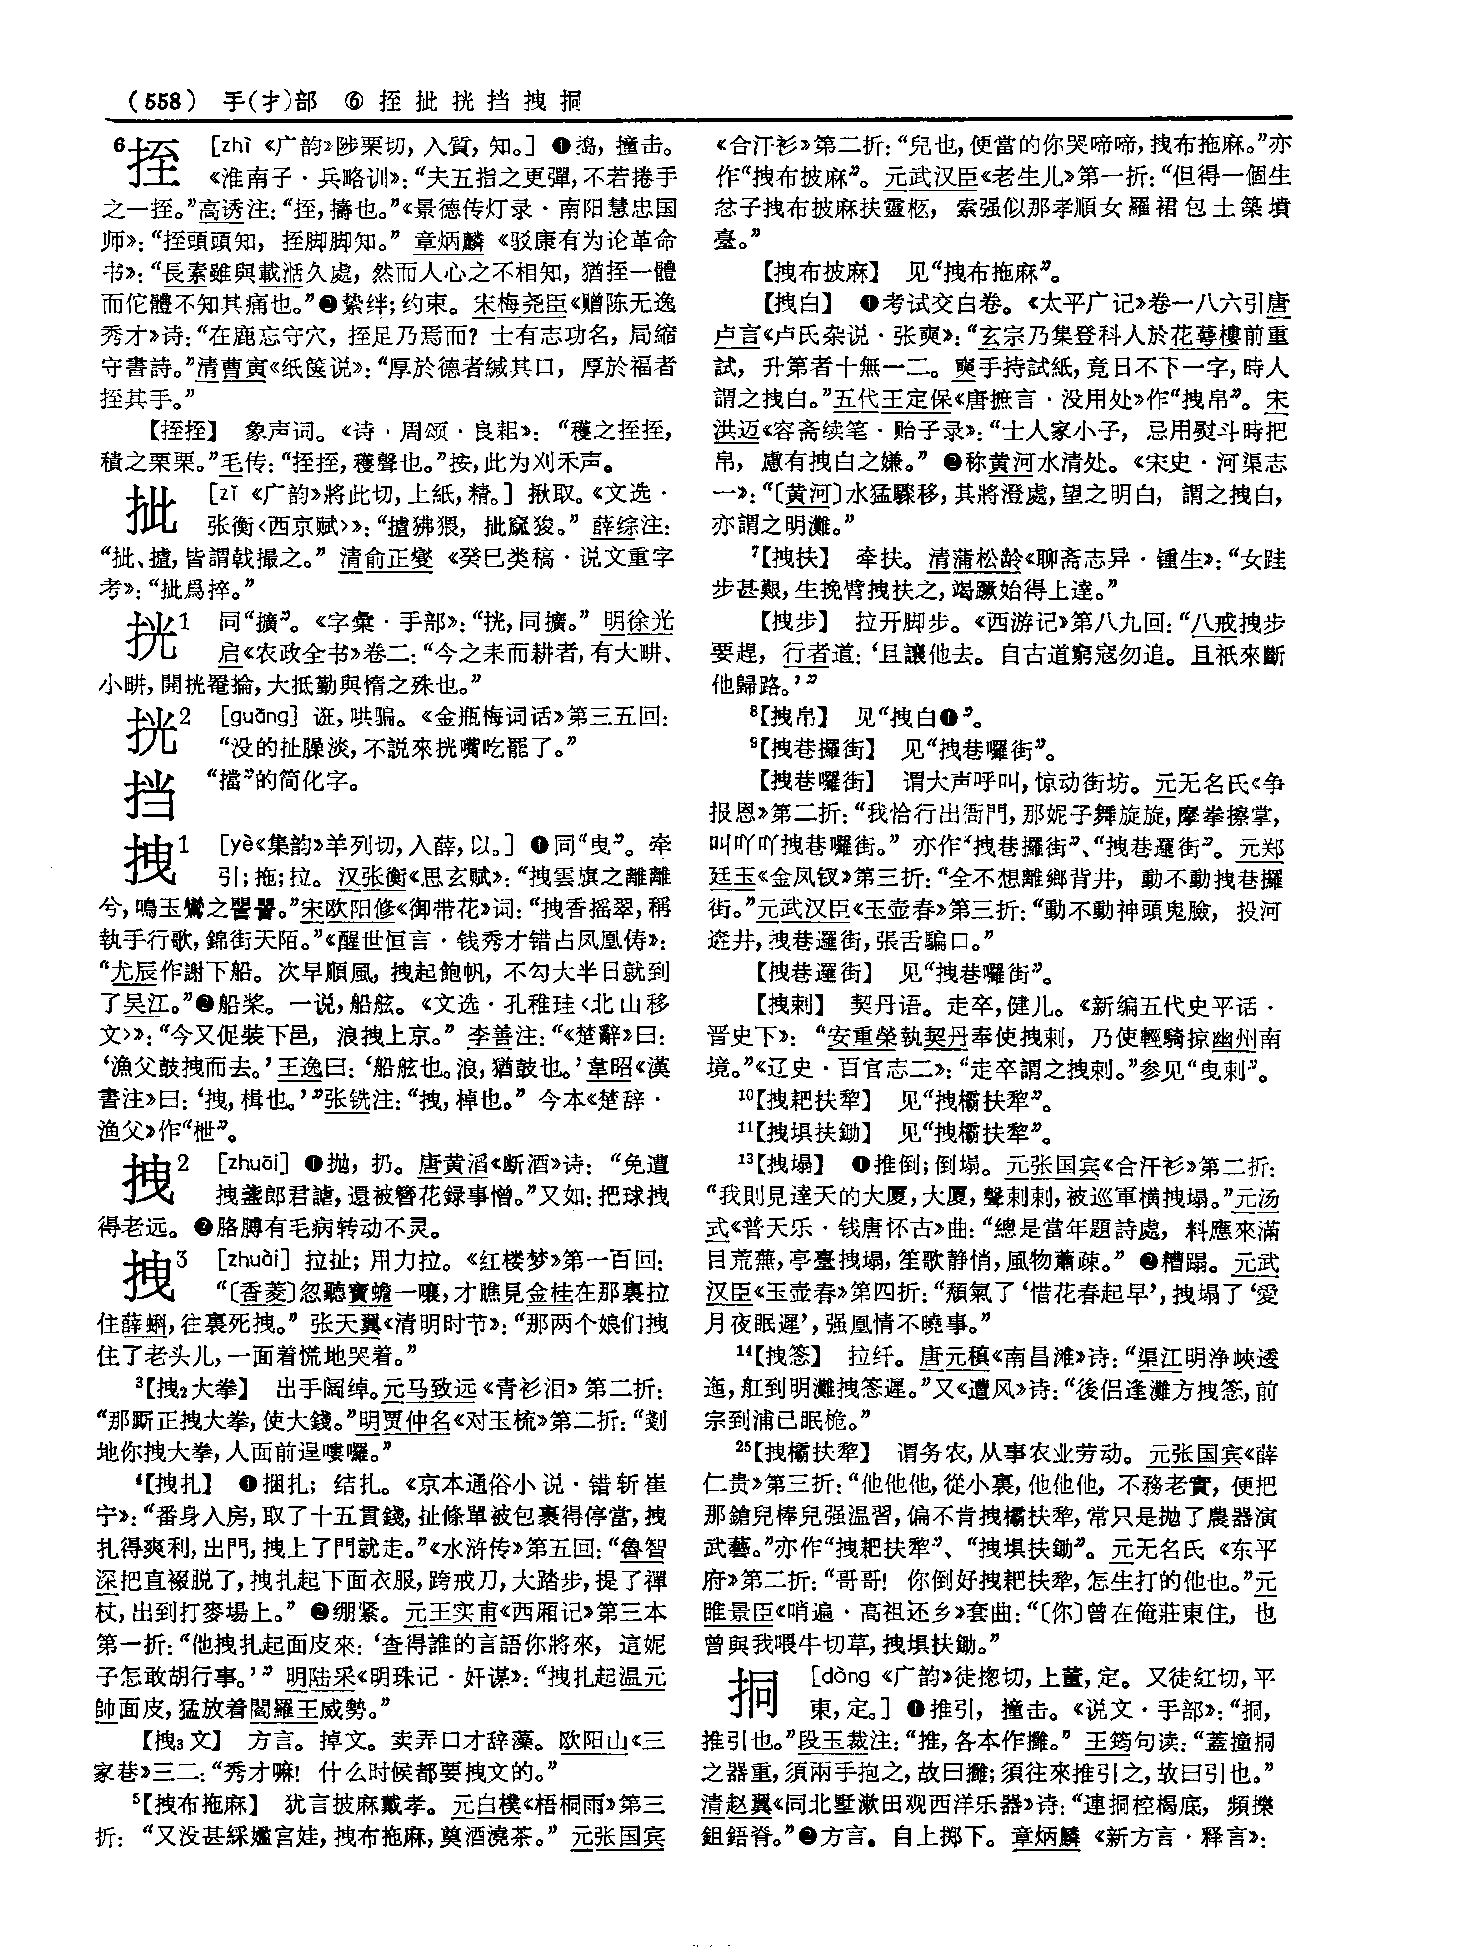 (558) 手(扌)部 ⑥ 挃 挀 挄 挡 拽 挏
6挃 [zhì《广韵》陟栗切,入質,知。] ❶搗,撞击。
《淮南子·兵略训》:“夫五指之更彈,不若捲手
之一挃。”高诱注:“挃,擣也。”《景德传灯录·南阳慧忠国
师》:“挃頭頭知,挃脚脚知。”章炳麟《驳康有为论革命
书》:“長素雖與載湉久處,然而人心之不相知,猶挃一體
而佗體不知其痛也。”❷絷绊;约束。宋梅尧臣《赠陈无逸
秀才》诗:“在鹿忘守穴,挃足乃焉而?士有志功名,局縮
守書詩。”清曹寅《纸箧说》:“厚於德者緘其口,厚於福者
挃其手。”
【挃挃】 象声词。《诗·周颂·良耜》:“穫之挃挃,
積之栗栗。”毛传:“挃挃,穫聲也。”按,此为刈禾声。
㧗 [zǐ《广韵》將此切,上紙,精。] 揪取。《文选·
张衡〈西京赋〉》:“摣狒猥,㧗窳狻。”薛综注:
“㧗、摣,皆謂戟撮之。”清俞正燮《癸巳类稿·说文重字
考》:“㧗爲捽。”
挄1 同“擴”。《字彙·手部》:“挄,同擴。”明徐光
启《农政全书》卷二:“今之耒而耕者,有大畊、
小畊,開挄罨掄,大抵勤與惰之殊也。”
挄2 [guāng] 诳,哄骗。《金瓶梅词话》第三五回:
“没的扯臊淡,不説來挄嘴吃罷了。”
挡 “擋”的简化字。
拽1 [yè《集韵》羊列切,入薛,以。] ❶同“曳”。牵
引;拖;拉。汉张衡《思玄赋》:“拽雲旗之離離
兮,鳴玉鸞之譻譻。”宋欧阳修《御带花》词:“拽香摇翠,稱
執手行歌,錦街天陌。”《醒世恒言·钱秀才错占凤凰俦》:
“尤辰作謝下船。次早順風,拽起飽帆,不勾大半日就到
了吴江。”❷船桨。一说,船舷。《文选·孔稚珪〈北山移
文〉》:“今又促裝下邑,浪拽上京。”李善注:“《楚辭》曰:
‘漁父鼓拽而去。’王逸曰:‘船舷也。浪,猶鼓也。’韋昭《漢
書注》曰:‘拽,楫也。’”张铣注:“拽,棹也。”今本《楚辞·
渔父》作“枻”。
拽2 [zhuāi] ❶抛,扔。唐黄滔《断酒》诗:“免遭
拽盞郎君謔,還被簪花録事憎。”又如:把球拽
得老远。❷胳膊有毛病转动不灵。
拽3 [zhuài] 拉扯;用力拉。《红楼梦》第一百回:
“〔香菱〕忽聽寶蟾一嚷,才瞧見金桂在那裏拉
住薛蝌,往裏死拽。”张天翼《清明时节》:“那两个娘们拽
住了老头儿,一面着慌地哭着。”
3【拽2大拳】 出手阔绰。元马致远《青衫泪》第二折:
“那厮正拽大拳,使大錢。”明贾仲名《对玉梳》第二折:“剗
地你拽大拳,人面前逞嘍囉。”
4【拽扎】 ❶捆扎;结扎。《京本通俗小说·错斩崔
宁》:“番身入房,取了十五貫錢,扯條單被包裹得停當,拽
扎得爽利,出門,拽上了門就走。”《水浒传》第五回:“魯智
深把直裰脱了,拽扎起下面衣服,跨戒刀,大踏步,提了禪
杖,出到打麥場上。”❷绷紧。元王实甫《西厢记》第三本
第一折:“他拽扎起面皮來:‘查得誰的言語你將來,這妮
子怎敢胡行事。’”明陆采《明珠记·奸谋》:“拽扎起温元
帥面皮,猛放着閻羅王威勢。”
【拽3文】 方言。掉文。卖弄口才辞藻。欧阳山《三
家巷》三二:“秀才嘛!什么时候都要拽文的。”
5【拽布拖麻】 犹言披麻戴孝。元白樸《梧桐雨》第三
折:“又没甚綵嬙宮娃,拽布拖麻,奠酒澆茶。”元张国宾
《合汗衫》第二折:“兒也,使當的你哭啼啼,拽布拖麻。”亦
作“拽布披麻”。元武汉臣《老生儿》第一折:“但得一個生
忿子拽布披麻扶靈柩,索强似那孝順女羅裙包土築墳
臺。”
【拽布披麻】 见“拽布拖麻”。
【拽白】 ❶考试交白卷。《太平广记》卷一八六引唐
卢言《卢氏杂说·张奭》:“玄宗乃集登科人於花萼樓前重
試,升第者十無一二。奭手持試紙,竟日不下一字,時人
謂之拽白。”五代王定保《唐摭言·没用处》作“拽帛”。宋
洪迈《容斋续笔·贻子录》:“士人家小子,忌用熨斗時把
帛,慮有拽白之嫌。”❷称黄河水清处。《宋史·河渠志
一》:“〔黄河〕水猛驟移,其將澄處,望之明白,謂之拽白,
亦謂之明灘。”
7【拽扶】 牵扶。清蒲松龄《聊斋志异·锺生》:“女跬
步甚艱,生挽臂拽扶之,竭蹶始得上達。”
【拽步】 拉开脚步。《西游记》第八九回:“八戒拽步
要趕,行者道:‘且讓他去。自古道窮寇勿追。且祇來斷
他歸路。’”
8【拽帛】 见“拽白❶”。
9【拽巷攞街】 见“拽巷囉街”。
【拽巷囉街】 谓大声呼叫,惊动街坊。元无名氏《争
报恩》第二折:“我恰行出衙門,那妮子舞旋旋,摩拳擦掌,
叫吖吖拽巷囉街。”亦作“拽巷攞街”、“拽巷邏街”。元郑
廷玉《金凤钗》第三折:“全不想離鄉背井,動不動拽巷攞
街。”元武汉臣《玉壶春》第三折:“動不動神頭鬼臉,投河
逩井,拽巷邏街,張舌騙口。”
【拽巷邏街】 见“拽巷囉街”。
【拽剌】 契丹语。走卒,健儿。《新编五代史平话·
晋史下》:“安重榮執契丹奉使拽剌,乃使輕騎掠幽州南
境。”《辽史·百官志二》:“走卒謂之拽剌。”参见“曳剌”。
10【拽耙扶犂】 见“拽欛扶犂”。
11【拽埧扶鋤】 见“拽欛扶犂”。
13【拽塌】 ❶推倒;倒塌。元张国宾《合汗衫》第二折:
“我則見達天的大厦,大厦,聲剌剌,被巡軍横拽塌。”元汤
式《普天乐·钱唐怀古》曲:“總是當年題詩處,料應來滿
目荒蕪,亭臺拽塌,笙歌静悄,風物蕭疎。”❷糟蹋。元武
汉臣《玉壶春》第四折:“頹氣了‘惜花春起早’,拽塌了‘愛
月夜眠遲’,强風情不曉事。”
14【拽筰】 拉纤。唐元稹《南昌滩》诗:“渠江明净峽逶
迤,舡到明灘拽筰遲。”又《遭风》诗:“後侣逢灘方拽筰,前
宗到浦已眠桅。”
25【拽欛扶犂】 谓务农,从事农业劳动。元张国宾《薛
仁贵》第三折:“他他他,從小裏,他他他,不務老實,便把
那鎗兒棒兒强温習,偏不肯拽欛扶犂,常只是抛了農器演
武藝。”亦作“拽耙扶犂”、“拽埧扶鋤”。元无名氏《东平
府》第二折:“哥哥!你倒好拽耙扶犂,怎生打的他也。”元
睢景臣《哨遍·高祖还乡》套曲:“〔你〕曾在俺莊東住,也
曾與我喂牛切草,拽埧扶鋤。”
挏 [dòng《广韵》徒揔切,上董,定。又徒紅切,平
東,定。] ❶推引,撞击。《说文·手部》:“挏,
推引也。”段玉裁注:“推,各本作攤。”王筠句读:“蓋撞挏
之器重,須兩手抱之,故曰攤;須往來推引之,故曰引也。”
清赵翼《同北墅漱田观西洋乐器》诗:“連挏椌楬底,頻擽
鉏鋙脊。”❷方言。自上掷下。章炳麟《新方言·释言》: